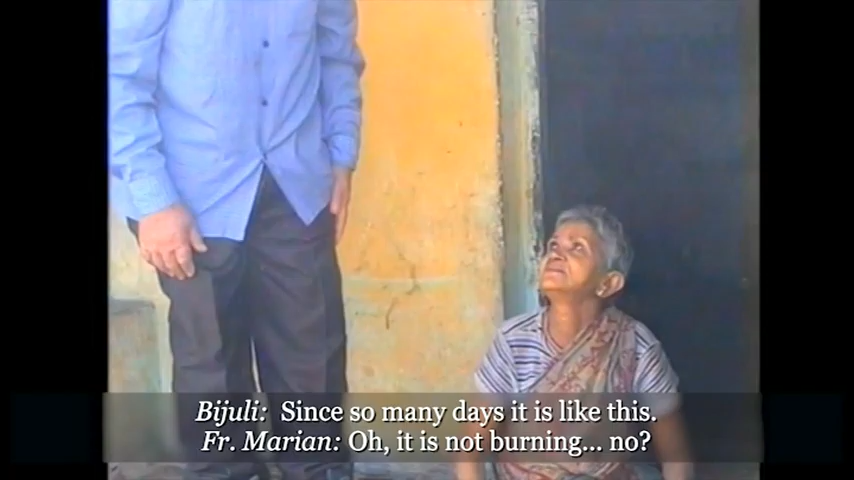 Bijuli: Since so many days it is like this.
Fr. Marian: Oh, it is not burning... no?